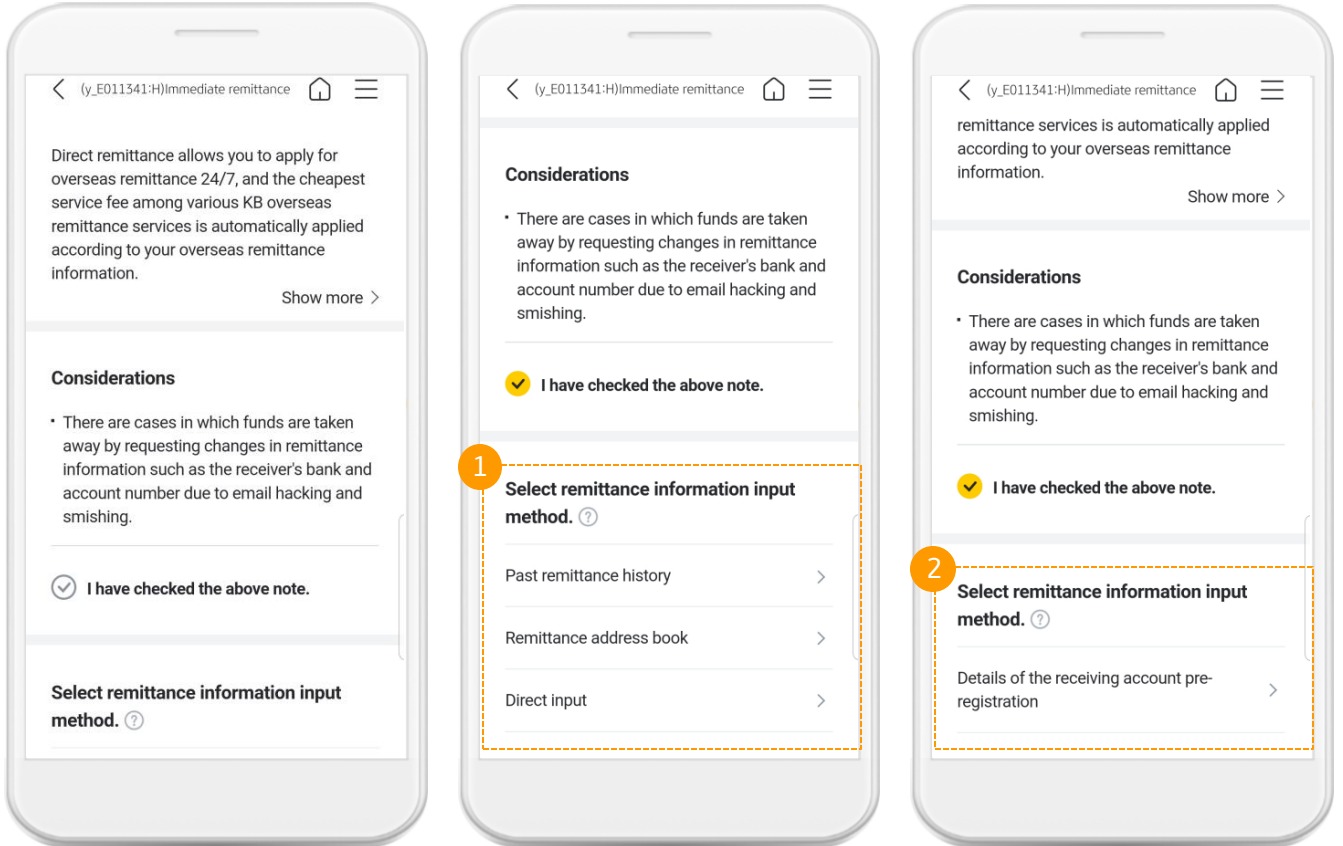 (y_E011341:H)Immediate remittance
Direct remittance allows you to apply for
overseas remittance 24/7, and the cheapest
service fee among various KB overseas
remittance services is automatically applied
according to your overseas remittance
information.
Show more
Considerations
• There are cases in which funds are taken
away by requesting changes in remittance
information such as the receiver's bank and
account number due to email hacking and
smishing.
I have checked the above note.
Select remittance information input
method. ?
(y_E011341:H)Immediate remittance
Considerations
• There are cases in which funds are taken
away by requesting changes in remittance
information such as the receiver's bank and
account number due to email hacking and
smishing.
I have checked the above note.
1
Select remittance information input
method. ?
Past remittance history
Remittance address book
Direct input
(y_E011341:H)Immediate remittance
remittance services is automatically applied
according to your overseas remittance
information.
Show more
Considerations
• There are cases in which funds are taken
away by requesting changes in remittance
information such as the receiver's bank and
account number due to email hacking and
smishing.
I have checked the above note.
2
Select remittance information input
method. ?
Details of the receiving account pre-
registration